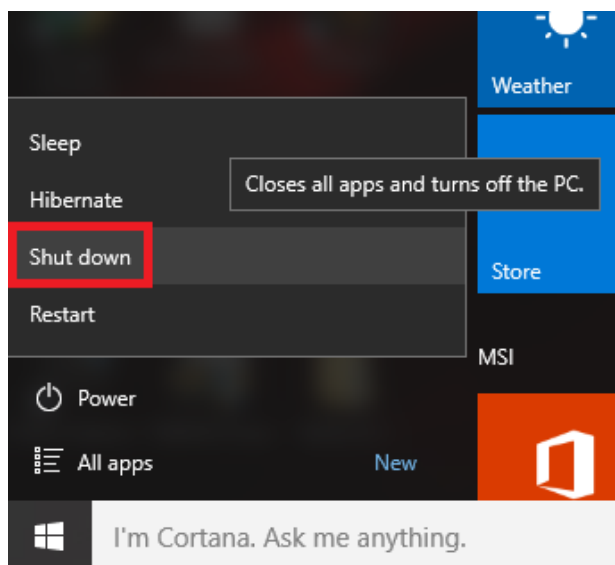 Weather
Sleep
Closes all apps and turns off the PC.
Hibernate
Shut down
Store
Restart
MSI
Power
All apps
New
I'm Cortana. Ask me anything.